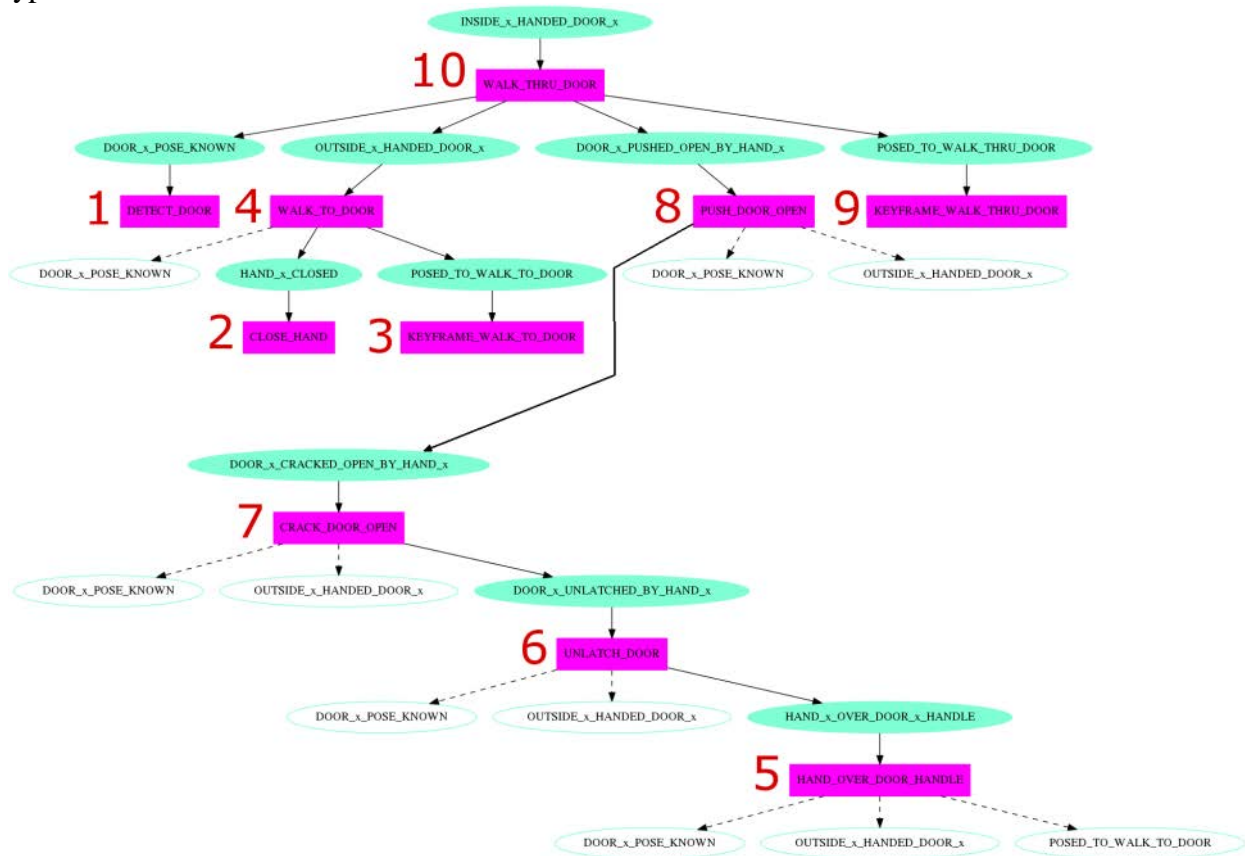 INSIDE_x_HANDED_DOOR_x
10
WALK_THRU_DOOR
DOOR_x_POSE_KNOWN
OUTSIDE_x_HANDED_DOOR_x
DOOR_x_PUSHED_OPEN_BY_HAND_x
POSED_TO_WALK_THRU_DOOR
1
DETECT_DOOR
4
WALK_TO_DOOR
8
PUSH_DOOR_OPEN
9
KEYFRAME_WALK_THRU_DOOR
DOOR_x_POSE_KNOWN
HAND_x_CLOSED
POSED_TO_WALK_TO_DOOR
DOOR_x_POSE_KNOWN
OUTSIDE_x_HANDED_DOOR_x
2
CLOSE_HAND
3
KEYFRAME_WALK_TO_DOOR
DOOR_x_CRACKED_OPEN_BY_HAND_x
7
CRACK_DOOR_OPEN
DOOR_x_POSE_KNOWN
OUTSIDE_x_HANDED_DOOR_x
DOOR_x_UNLATCHED_BY_HAND_x
6
UNLATCH_DOOR
DOOR_x_POSE_KNOWN
OUTSIDE_x_HANDED_DOOR_x
HAND_x_OVER_DOOR_x_HANDLE
5
HAND_OVER_DOOR_HANDLE
DOOR_x_POSE_KNOWN
OUTSIDE_x_HANDED_DOOR_x
POSED_TO_WALK_TO_DOOR